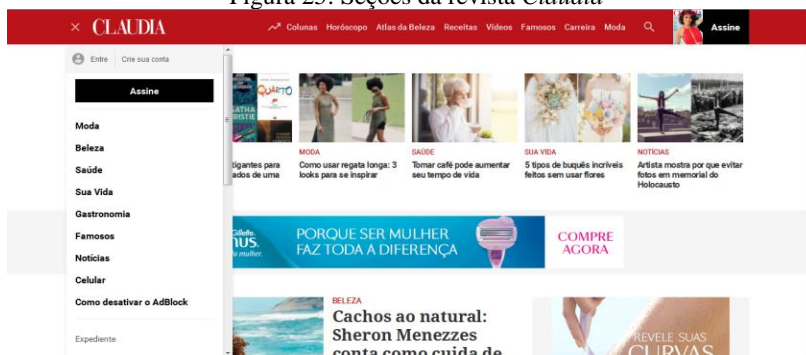 Figura 25: Seções da revista Claudia
× CLAUDIA
Colunas Horóscopo Atlas da Beleza Receitas Vídeos Famosos Carreira Moda
Assine
Entre Crie sua conta
Assine
Moda
Beleza
Saúde
Sua Vida
Gastronomia
Famosos
Notícias
Celular
Como desativar o AdBlock
Expediente
QUARTO
tigantes para
ados de uma
MODA
Como usar regata longa: 3
looks para se inspirar
SAÚDE
Tomar café pode aumentar
seu tempo de vida
SUA VIDA
5 tipos de buquês incríveis
feitos sem usar flores
NOTÍCIAS
Artista mostra por que evitar
fotos em memorial do
Holocausto
Gillette
nus.
a mulher.
PORQUE SER MULHER
FAZ TODA A DIFERENÇA
COMPRE
AGORA
BELEZA
Cachos ao natural:
Sheron Menezzes
conta como cuida de
REVELE SUAS
CURVAS